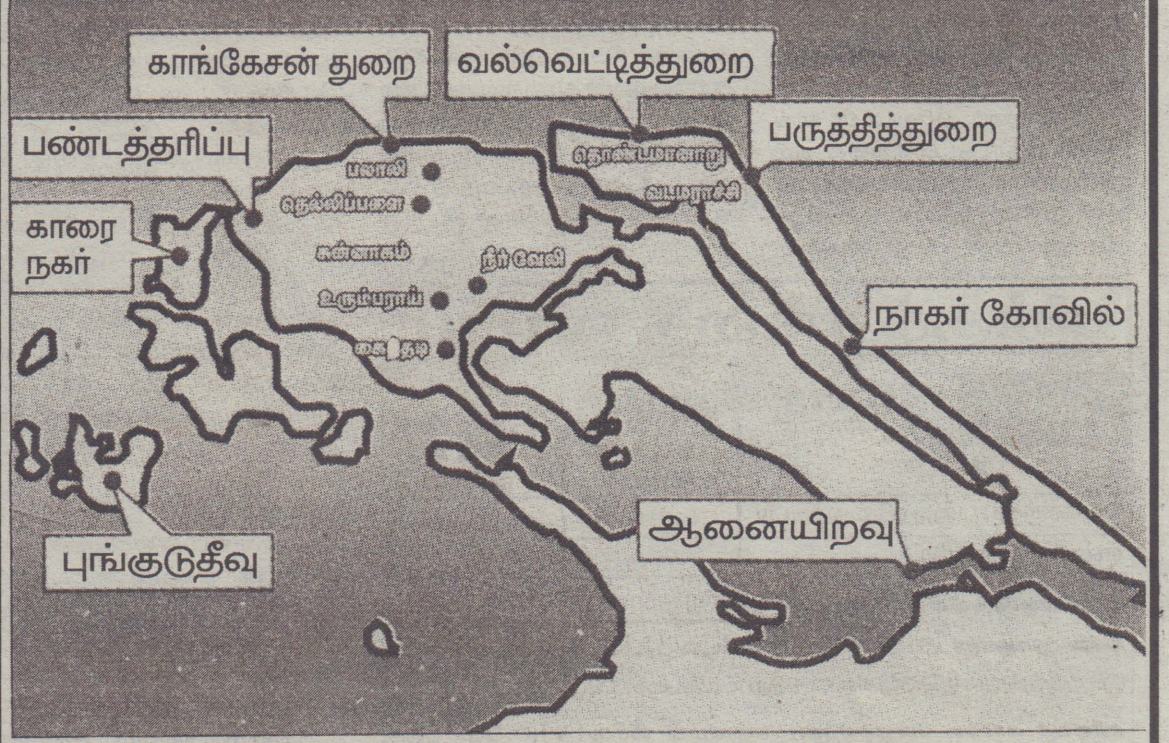 காங்கேசன் துறை
வல்வெட்டித்துறை
பண்டத்தரிப்பு
பருத்தித்துறை
தொண்டமானாறு
பலாலி
வடமராச்சி
தெல்லிப்பளை
காரை
நகர்
சுன்னாகம்
நீர் வேலி
உரும்பராய்
நாகர் கோவில்
ஆனையிறவு
புங்குடுதீவு